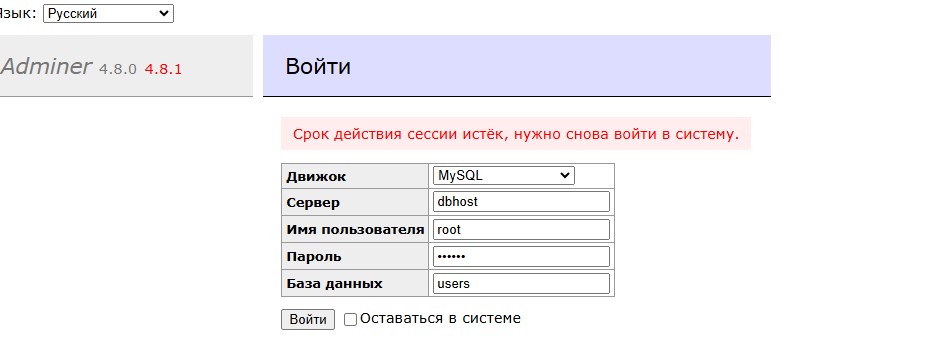 Язык: Русский
Adminer 4.8.0 4.8.1
Войти
Срок действия сессии истёк, нужно снова войти в систему.
Движок MySQL
Сервер dbhost
Имя пользователя root
Пароль ••••••
База данных users
Войти Оставаться в системе